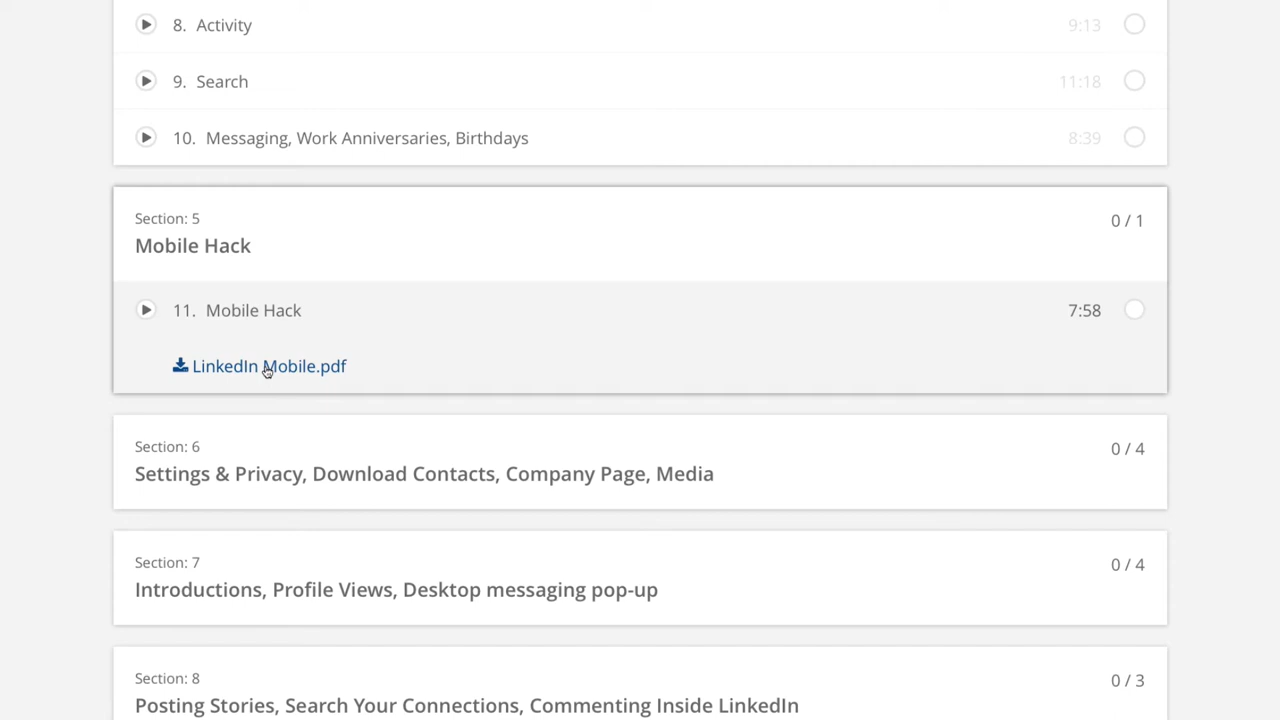 8. Activity 9:13
9. Search 11:18
10. Messaging, Work Anniversaries, Birthdays 8:39
Section: 5
Mobile Hack 0 / 1
11. Mobile Hack 7:58
LinkedIn Mobile.pdf
Section: 6
Settings & Privacy, Download Contacts, Company Page, Media 0 / 4
Section: 7
Introductions, Profile Views, Desktop messaging pop-up 0 / 4
Section: 8
Posting Stories, Search Your Connections, Commenting Inside LinkedIn 0 / 3